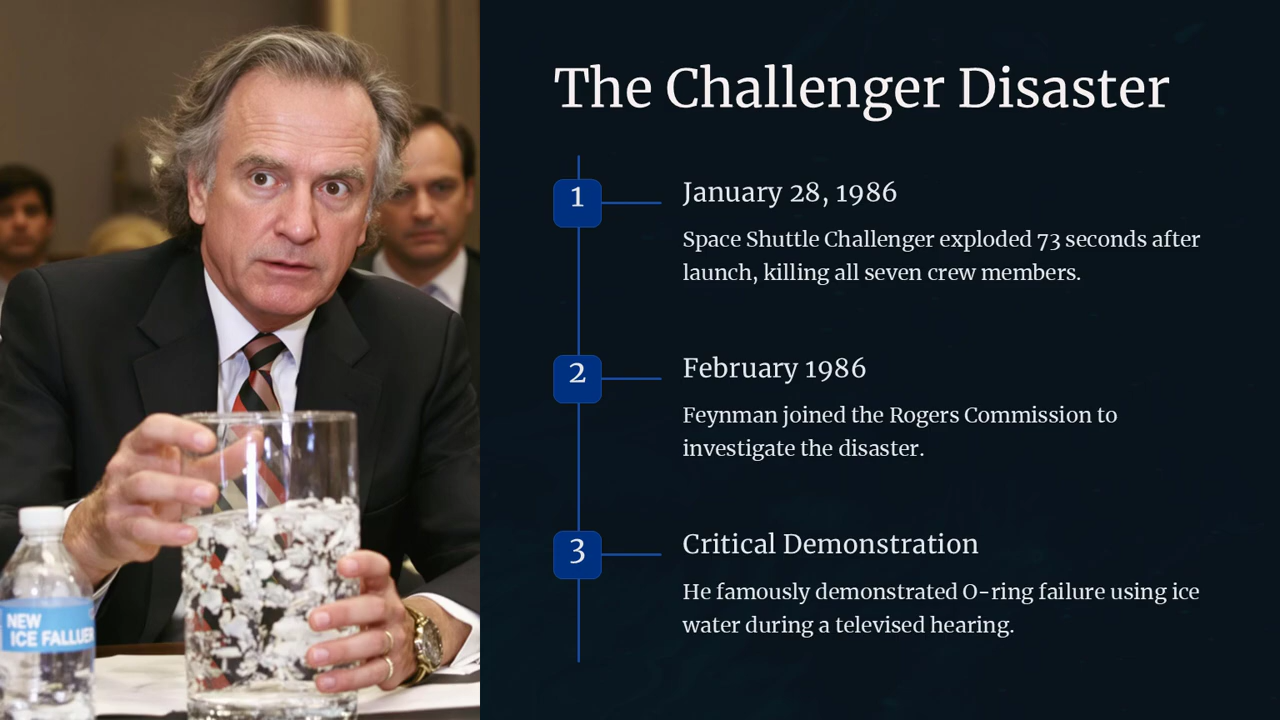 The Challenger Disaster
1
January 28, 1986
Space Shuttle Challenger exploded 73 seconds after
launch, killing all seven crew members.
2
February 1986
Feynman joined the Rogers Commission to
investigate the disaster.
3
Critical Demonstration
He famously demonstrated O-ring failure using ice
water during a televised hearing.
NEW
ICE FALLUER